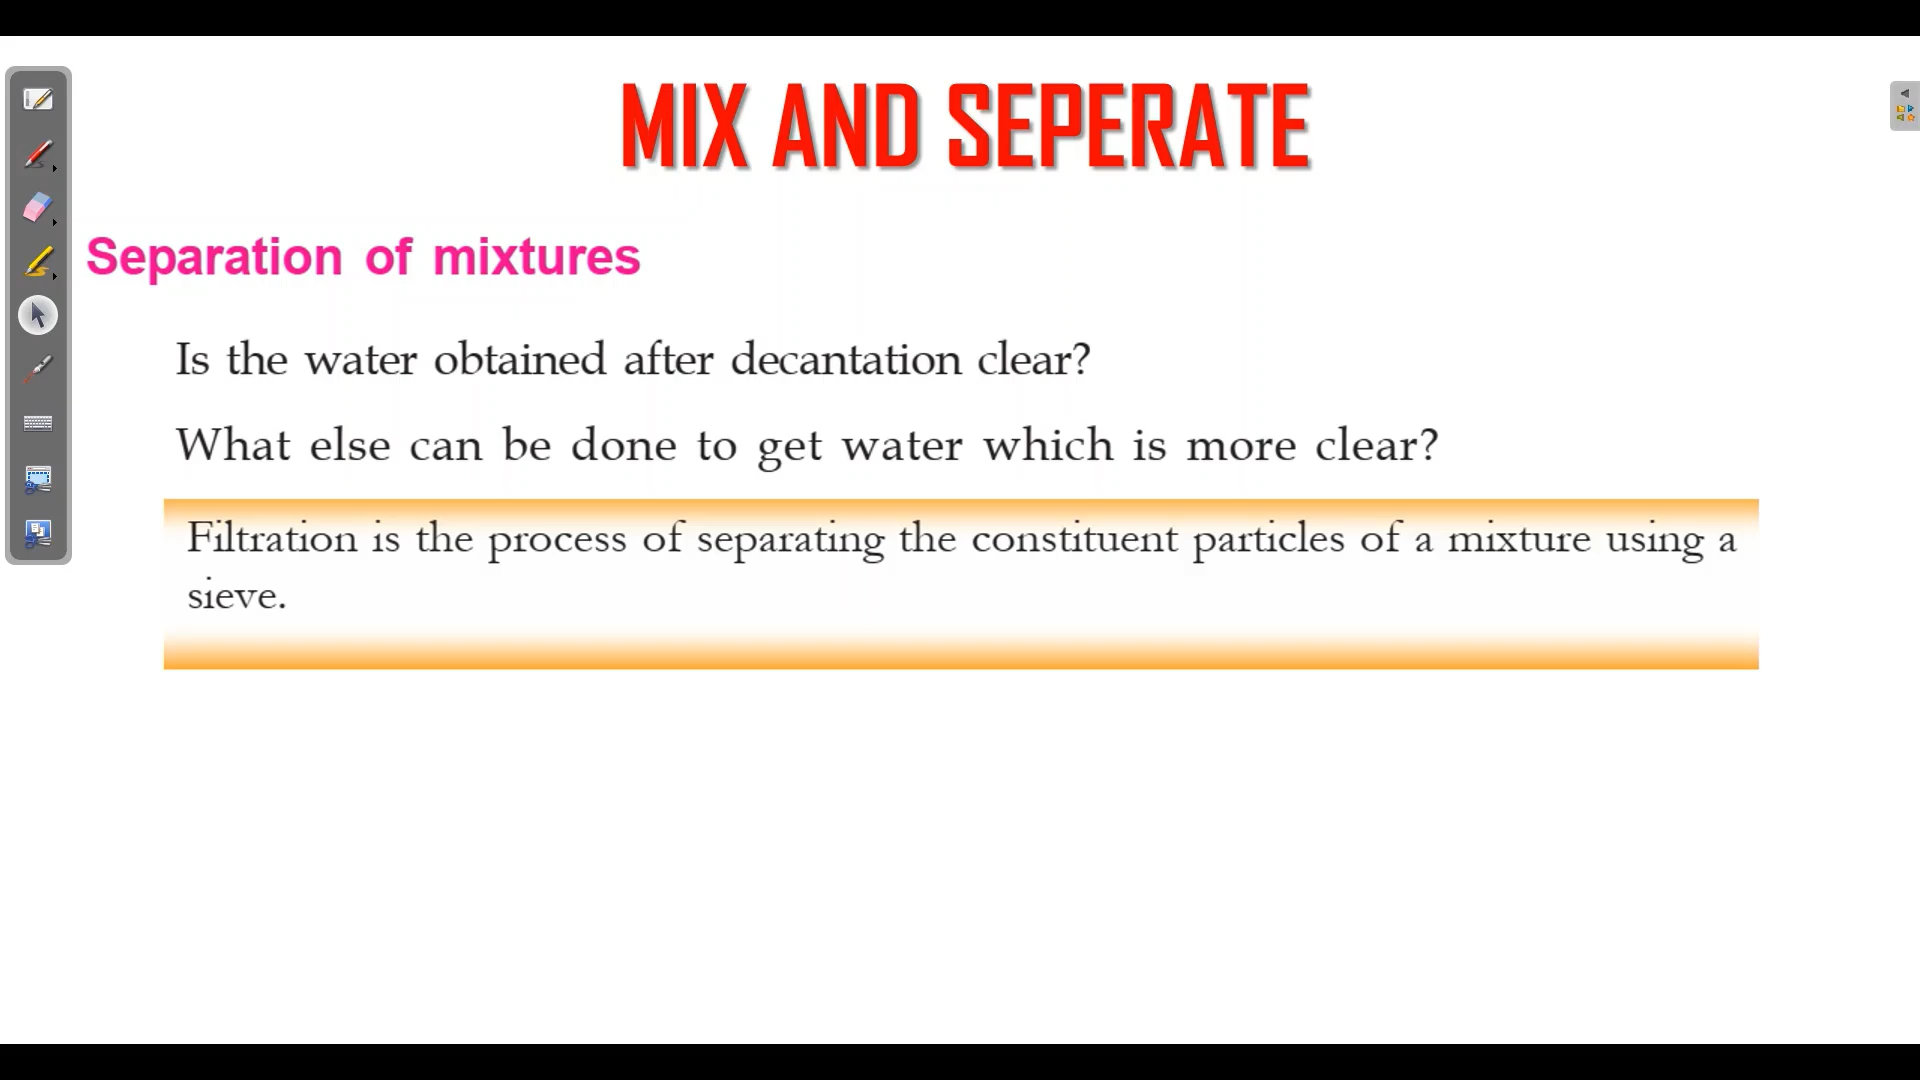 MIX AND SEPERATE
Separation of mixtures
Is the water obtained after decantation clear?
What else can be done to get water which is more clear?
Filtration is the process of separating the constituent particles of a mixture using a
sieve.